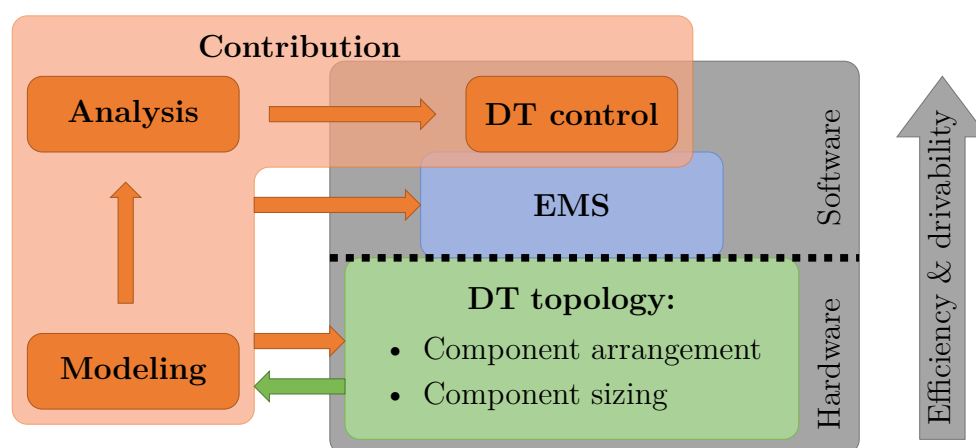 Contribution
Analysis
DT control
EMS
Software
DT topology:
• Component arrangement
• Component sizing
Modeling
Hardware
Efficiency & drivability